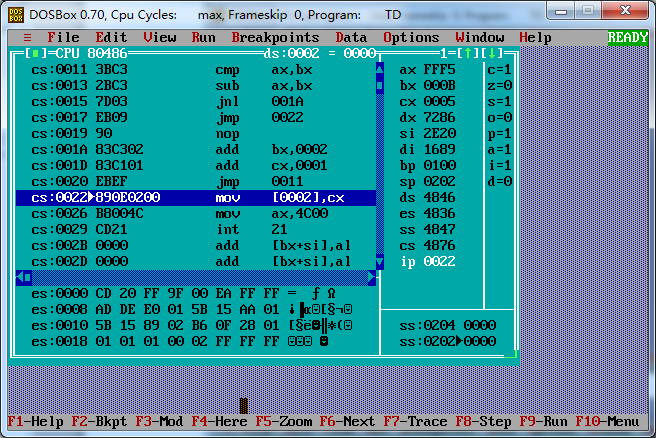 DOSBox 0.70, Cpu Cycles: max, Frameskip 0, Program: TD
≡ File Edit View Run Breakpoints Data Options Window Help READY
[■]=CPU 80486 ds:0002 = 0000 1=[↑][↓]
cs:0011 3BC3 cmp ax,bx ax FFF5 c=1
cs:0013 2BC3 sub ax,bx bx 000B z=0
cs:0015 7D03 jnl 001A cx 0005 s=1
cs:0017 EB09 jmp 0022 dx 7286 o=0
cs:0019 90 nop si 2E20 p=1
cs:001A 83C302 add bx,0002 di 1689 a=1
cs:001D 83C101 add cx,0001 bp 0100 i=1
cs:0020 EBEF jmp 0011 sp 0202 d=0
cs:0022►890E0200 mov [0002],cx ds 4846
cs:0026 B8004C mov ax,4C00 es 4836
cs:0029 CD21 int 21 ss 4847
cs:002B 0000 add [bx+si],al cs 4876
cs:002D 0000 add [bx+si],al ip 0022
es:0000 CD 20 FF 9F 00 EA FF FF = ƒ Ω
es:0008 AD DE E0 01 5B 15 AA 01
es:0010 5B 15 89 02 B6 0F 28 01 ss:0204 0000
es:0018 01 01 01 00 02 FF FF FF ss:0202►0000
F1-Help F2-Bkpt F3-Mod F4-Here F5-Zoom F6-Next F7-Trace F8-Step F9-Run F10-Menu